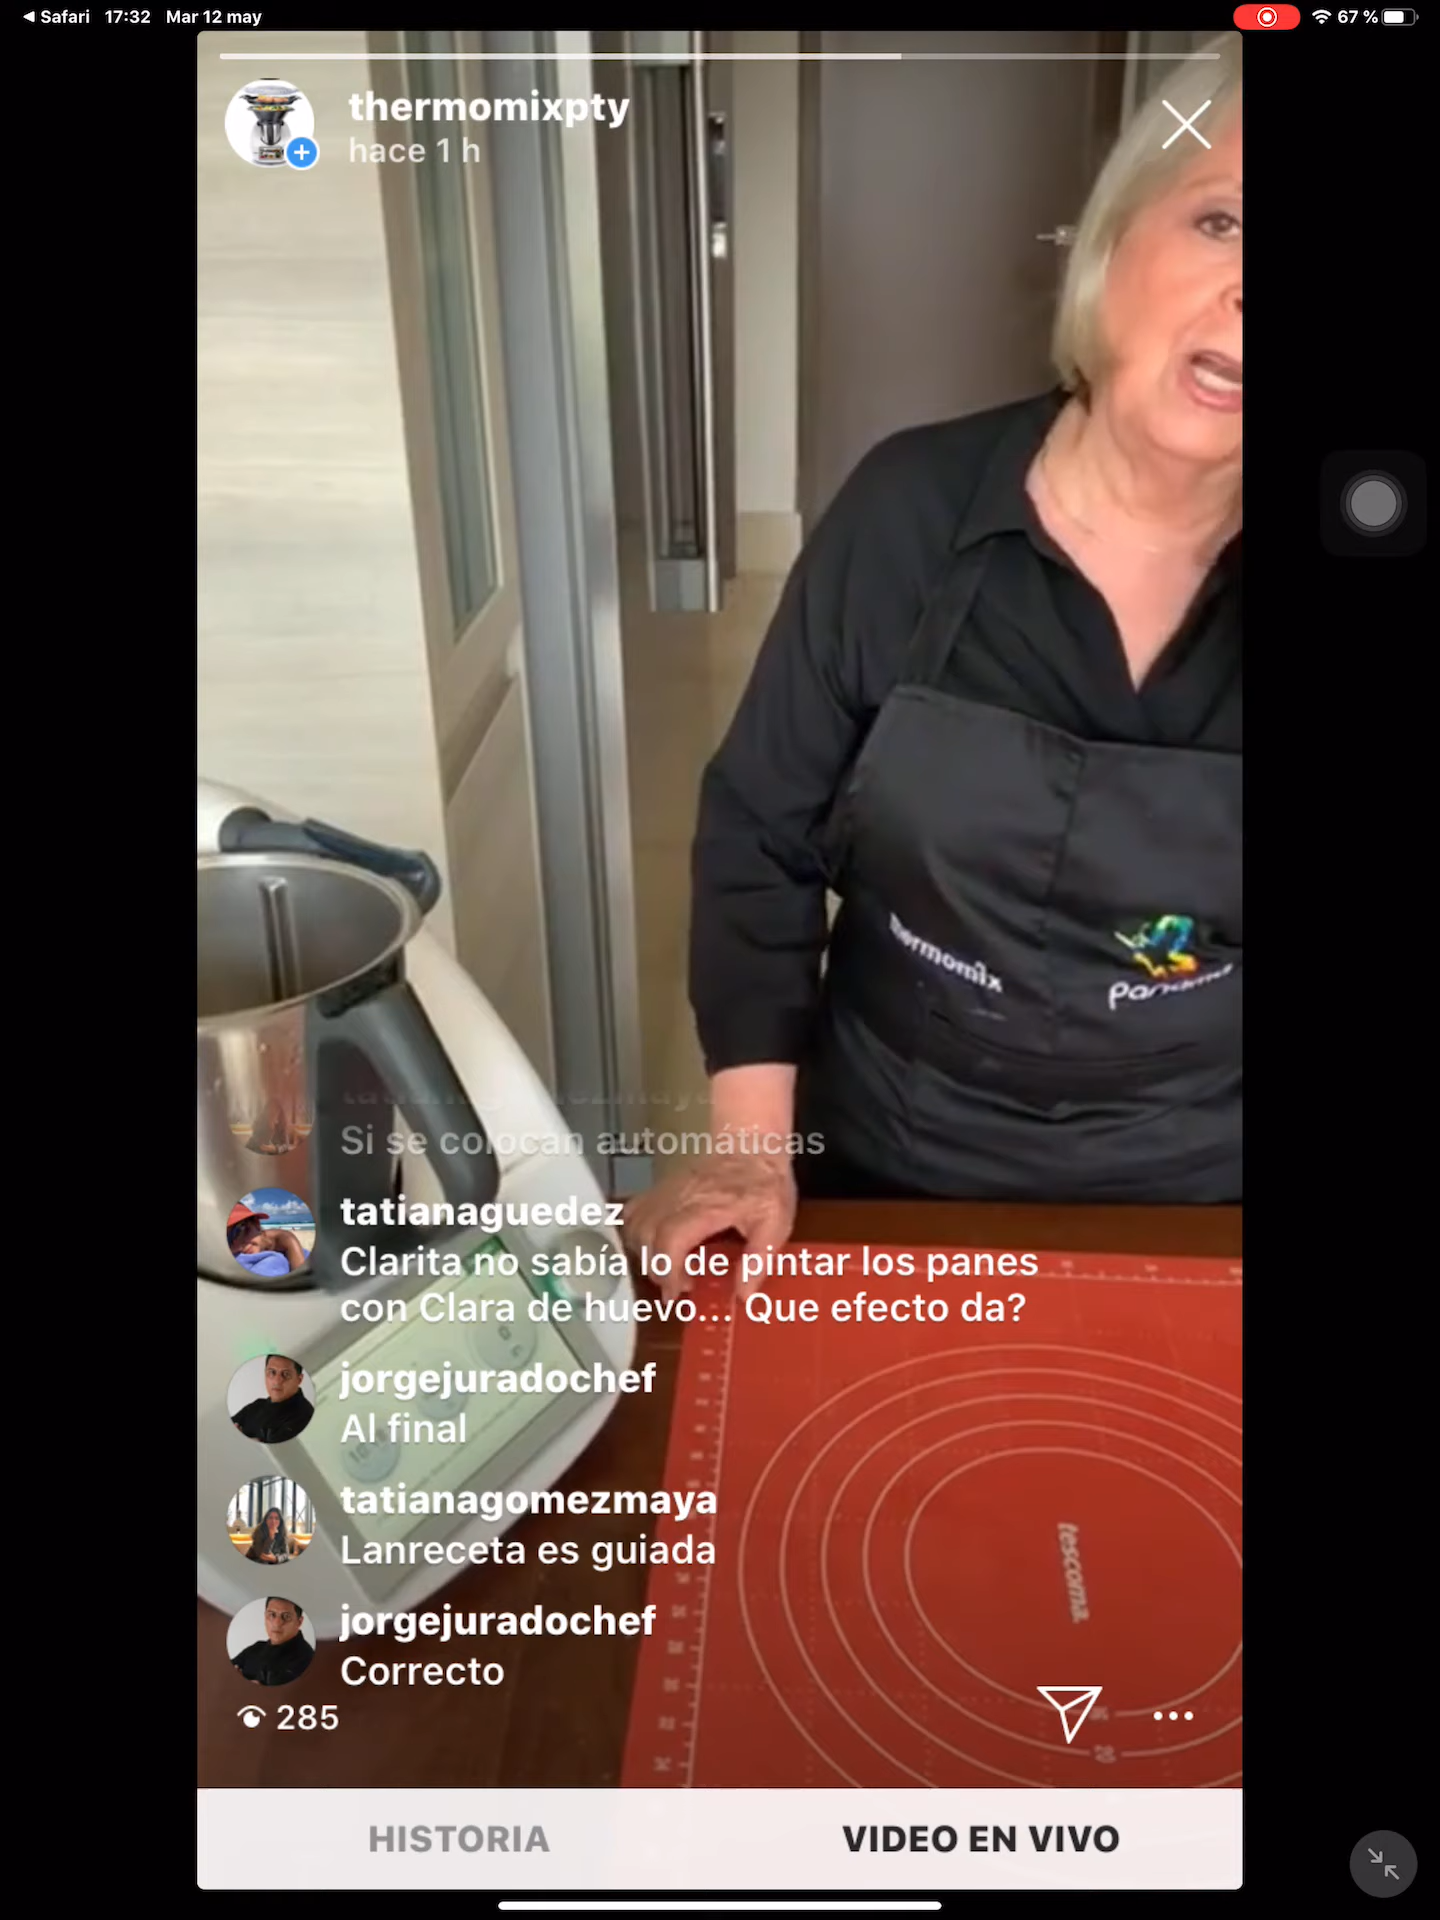 Safari 17:32 Mar 12 may 67 %
thermomixpty
hace 1 h
thermomix
Panama
Si se colocan automáticas
tatianaguedez
Clarita no sabía lo de pintar los panes
con Clara de huevo... Que efecto da?
jorgejuradochef
Al final
tatianagomezmaya
Lanreceta es guiada
tescoma.
jorgejuradochef
Correcto
285
HISTORIA
VIDEO EN VIVO